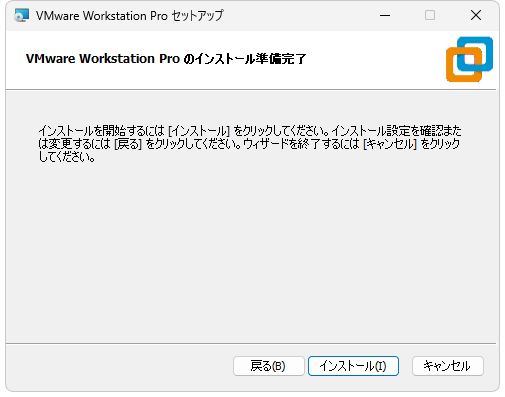 VMware Workstation Pro セットアップ
VMware Workstation Pro のインストール準備完了
インストールを開始するには [インストール] をクリックしてください。インストール設定を確認また
は変更するには [戻る] をクリックしてください。ウィザードを終了するには [キャンセル] をクリック
してください。
戻る(B)
インストール(I)
キャンセル